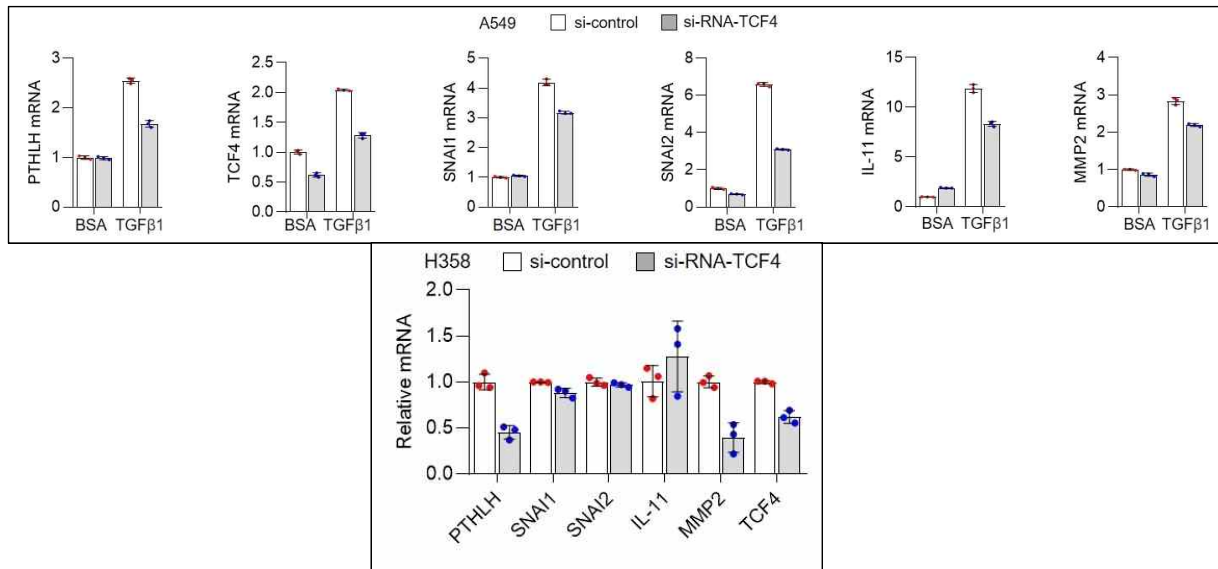 A549 si-control si-RNA-TCF4
PTHLH mRNA
3
2
1
0
BSA TGFβ1
TCF4 mRNA
2.5
2.0
1.5
1.0
0.5
0.0
BSA TGFβ1
SNAI1 mRNA
5
4
3
2
1
0
BSA TGFβ1
SNAI2 mRNA
8
6
4
2
0
BSA TGFβ1
IL-11 mRNA
15
10
5
0
BSA TGFβ1
MMP2 mRNA
4
3
2
1
0
BSA TGFβ1
H358 si-control si-RNA-TCF4
Relative mRNA
2.0
1.5
1.0
0.5
0.0
PTHLH
SNAI1
SNAI2
IL-11
MMP2
TCF4